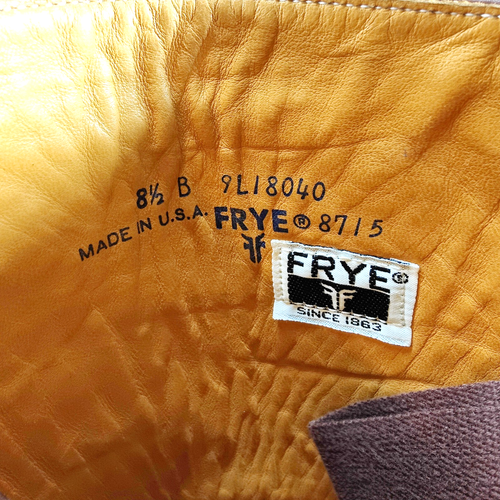 8½ B 9L18040
MADE IN U.S.A. FRYE® 8715
FRYE®
SINCE 1863